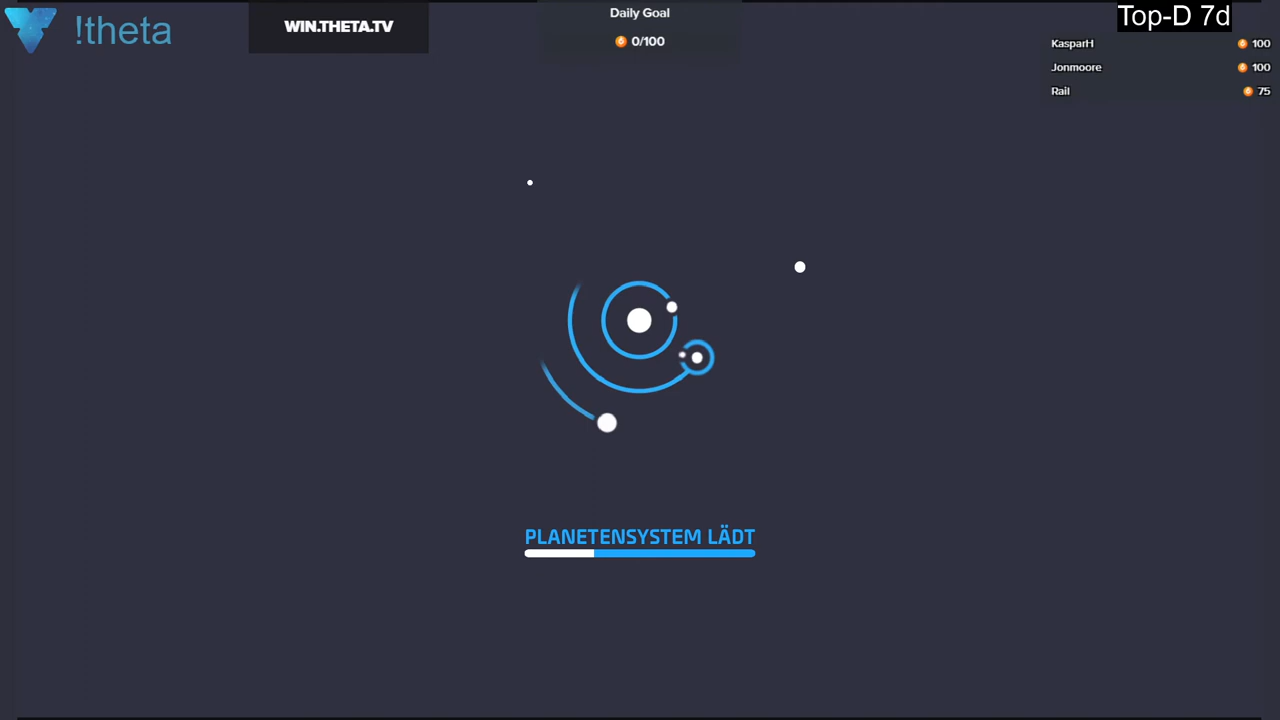 !theta
WIN.THETA.TV
Daily Goal
0/100
Top-D 7d
KasparH 100
Jonmoore 100
Rail 75
PLANETENSYSTEM LÄDT